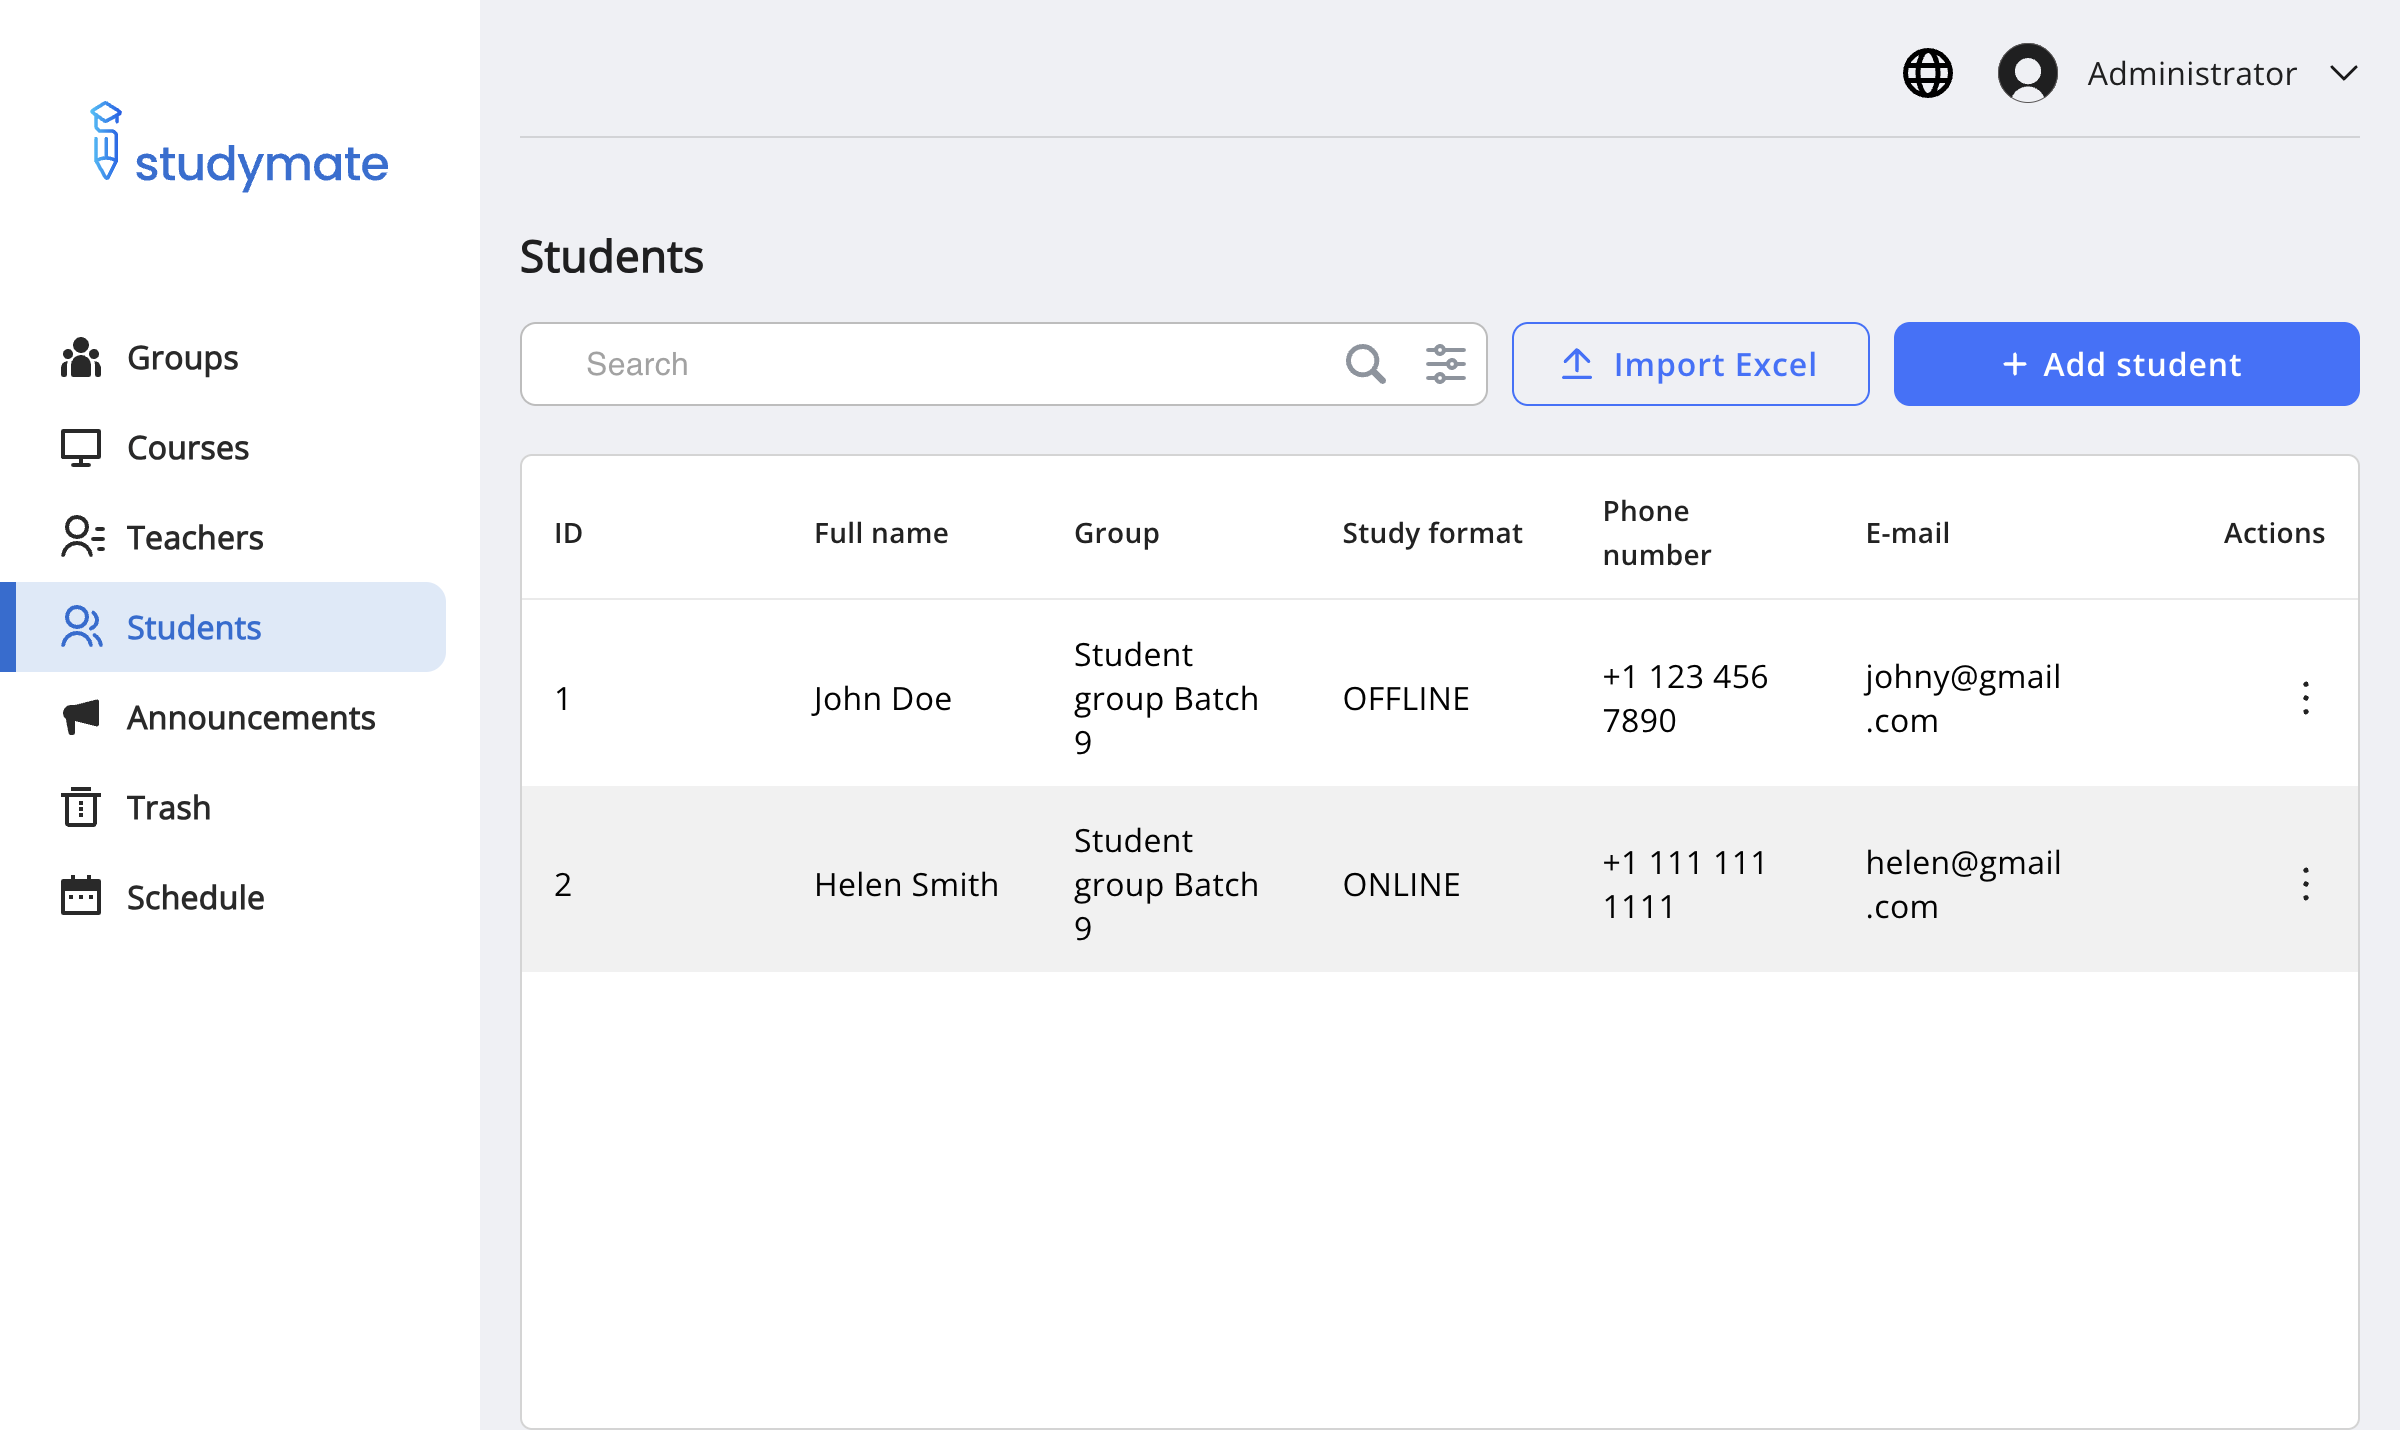 studymate
Administrator
Groups
Courses
Teachers
Students
Announcements
Trash
Schedule
Students
Search
Import Excel
+ Add student
ID
Full name
Group
Study format
Phone
number
E-mail
Actions
1
John Doe
Student
group Batch
9
OFFLINE
+1 123 456
7890
johny@gmail
.com
2
Helen Smith
Student
group Batch
9
ONLINE
+1 111 111
1111
helen@gmail
.com